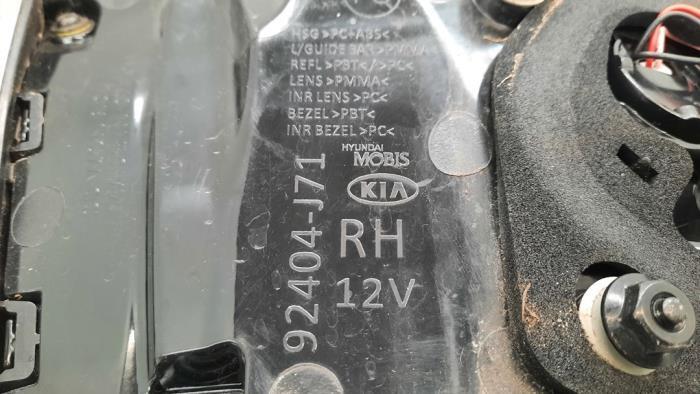 HSG >PC+ABS<
L/GUIDE BAR >PMMA
REFL >PBT</>PC<
LENS >PMMA<
INR LENS >PC<
BEZEL >PBT<
INR BEZEL >PC<
HYUNDAI
MOBIS
KIA
RH
12V
92404-J71